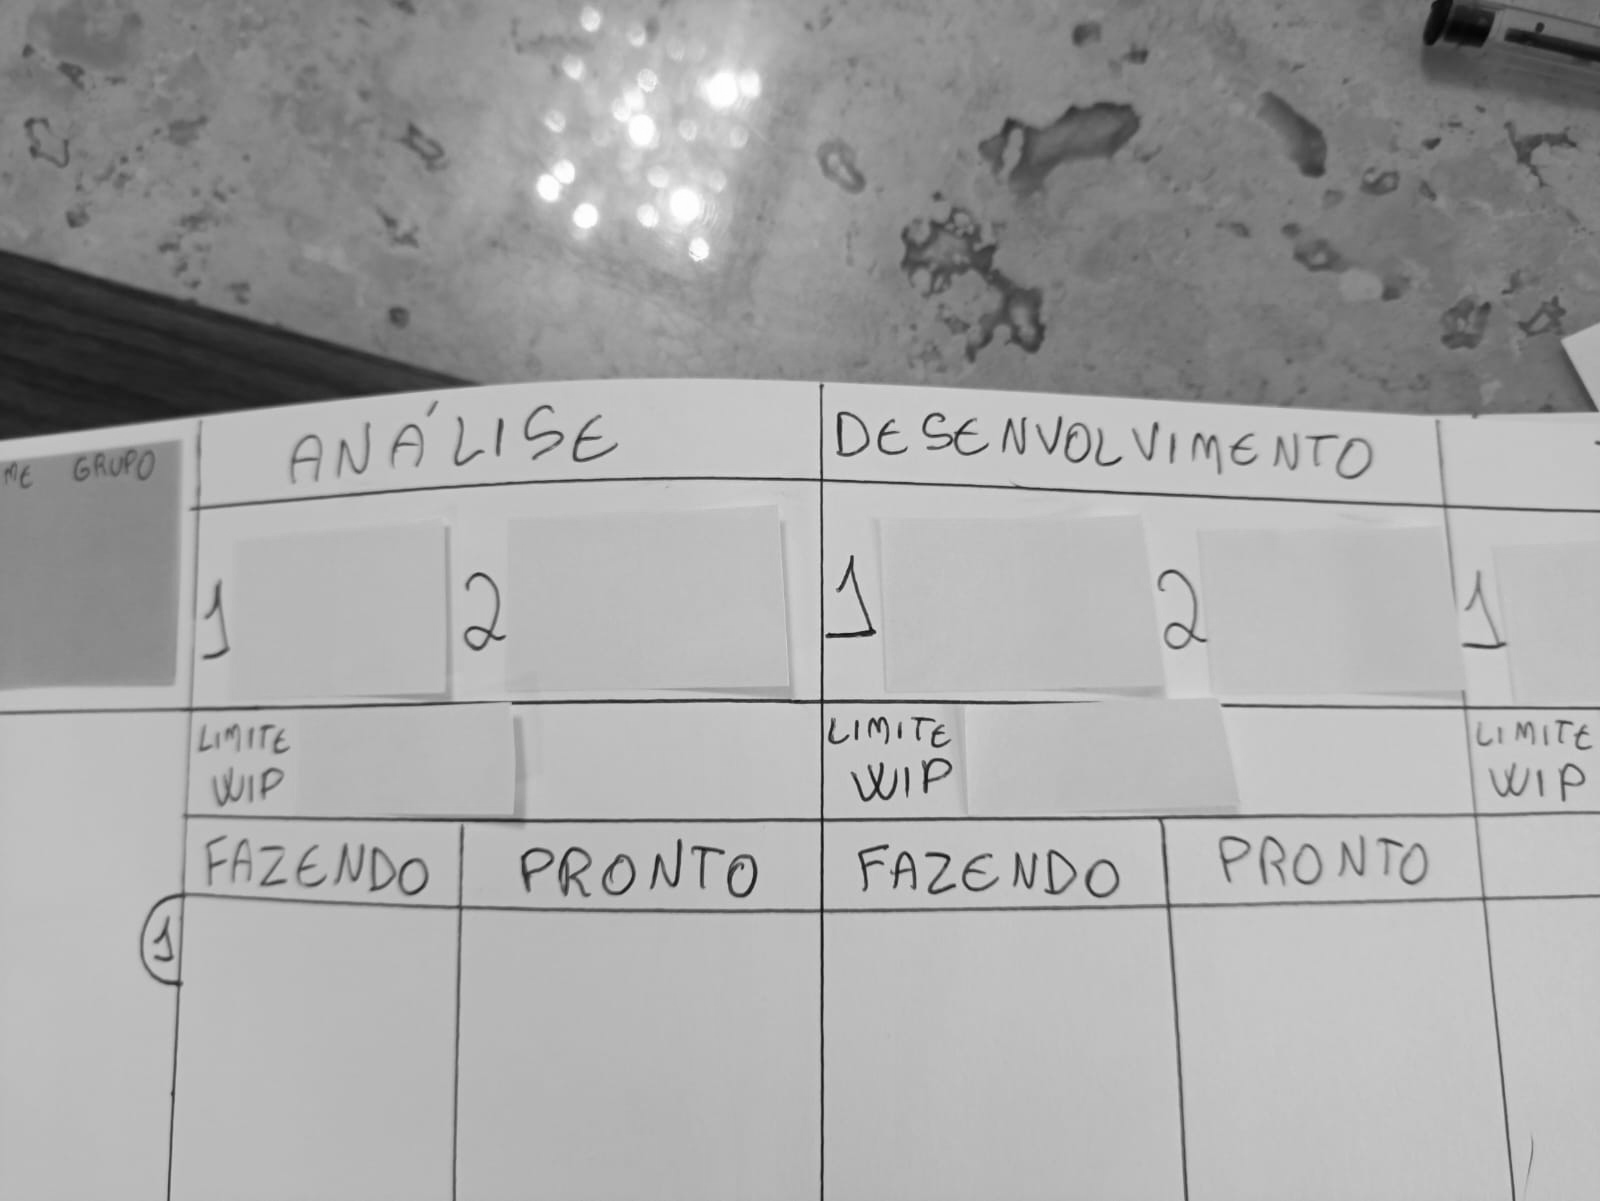 ANÁLISE DESENVOLVIMENTO
GRUPO
1 2 1 2 1
LIMITE WIP LIMITE WIP LIMITE WIP
FAZENDO PRONTO FAZENDO PRONTO
1